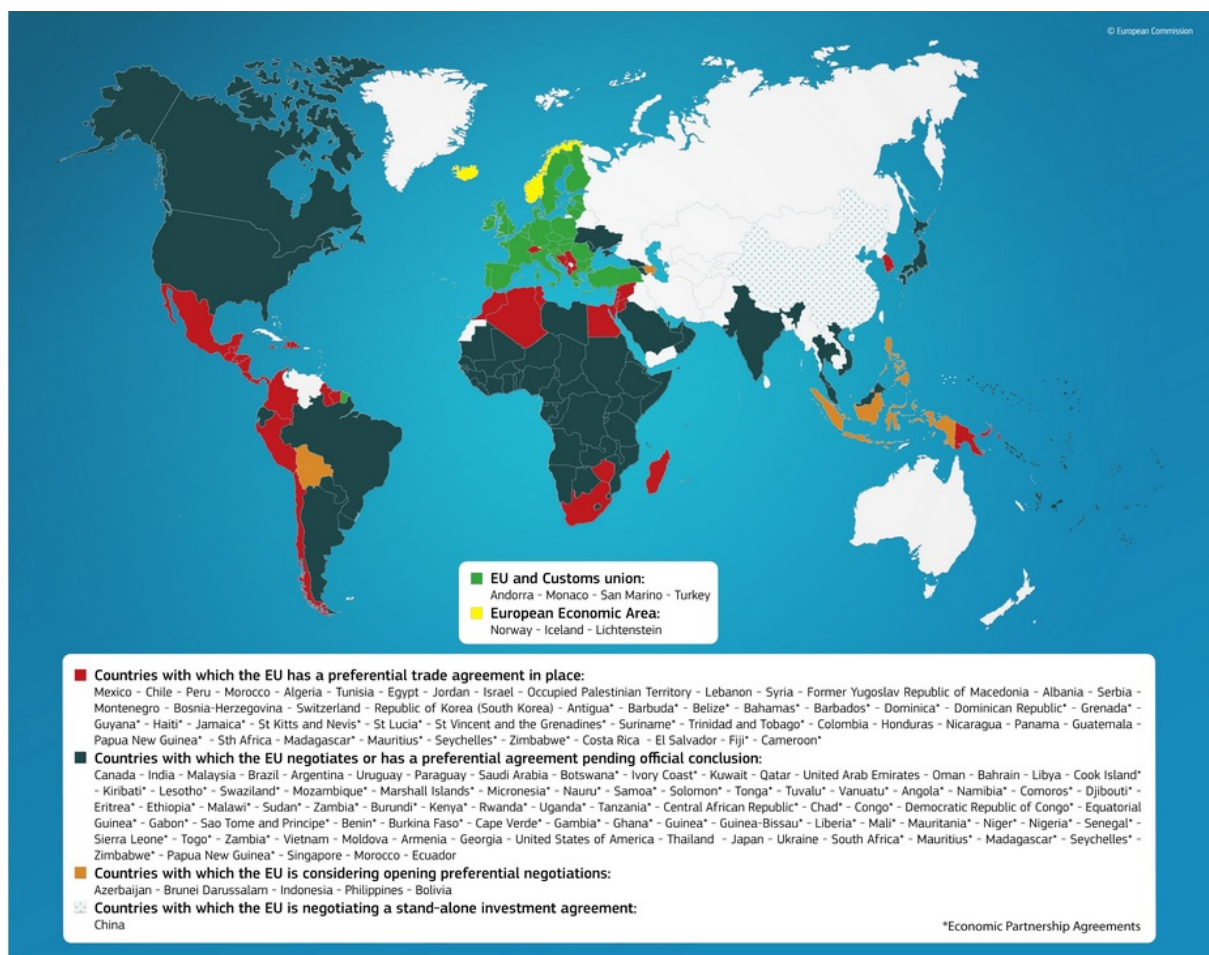 © European Commission
EU and Customs union:
Andorra - Monaco - San Marino - Turkey
European Economic Area:
Norway - Iceland - Lichtenstein
Countries with which the EU has a preferential trade agreement in place:
Mexico - Chile - Peru - Morocco - Algeria - Tunisia - Egypt - Jordan - Israel - Occupied Palestinian Territory - Lebanon - Syria - Former Yugoslav Republic of Macedonia - Albania - Serbia -
Montenegro - Bosnia-Herzegovina - Switzerland - Republic of Korea (South Korea) - Antigua* - Barbuda* - Belize* - Bahamas* - Barbados* - Dominica* - Dominican Republic* - Grenada* -
Guyana* - Haiti* - Jamaica* - St Kitts and Nevis* - St Lucia* - St Vincent and the Grenadines* - Suriname* - Trinidad and Tobago* - Colombia - Honduras - Nicaragua - Panama - Guatemala -
Papua New Guinea* - Sth Africa - Madagascar* - Mauritius* - Seychelles* - Zimbabwe* - Costa Rica - El Salvador - Fiji* - Cameroon*
Countries with which the EU negotiates or has a preferential agreement pending official conclusion:
Canada - India - Malaysia - Brazil - Argentina - Uruguay - Paraguay - Saudi Arabia - Botswana* - Ivory Coast* - Kuwait - Qatar - United Arab Emirates - Oman - Bahrain - Libya - Cook Island*
- Kiribati* - Lesotho* - Swaziland* - Mozambique* - Marshall Islands* - Micronesia* - Nauru* - Samoa* - Solomon* - Tonga* - Tuvalu* - Vanuatu* - Angola* - Namibia* - Comoros* - Djibouti* -
Eritrea* - Ethiopia* - Malawi* - Sudan* - Zambia* - Burundi* - Kenya* - Rwanda* - Uganda* - Tanzania* - Central African Republic* - Chad* - Congo* - Democratic Republic of Congo* - Equatorial
Guinea* - Gabon* - Sao Tome and Principe* - Benin* - Burkina Faso* - Cape Verde* - Gambia* - Ghana* - Guinea* - Guinea-Bissau* - Liberia* - Mali* - Mauritania* - Niger* - Nigeria* - Senegal* -
Sierra Leone* - Togo* - Zambia* - Vietnam - Moldova - Armenia - Georgia - United States of America - Thailand - Japan - Ukraine - South Africa* - Mauritius* - Madagascar* - Seychelles* -
Zimbabwe* - Papua New Guinea* - Singapore - Morocco - Ecuador
Countries with which the EU is considering opening preferential negotiations:
Azerbaijan - Brunei Darussalam - Indonesia - Philippines - Bolivia
Countries with which the EU is negotiating a stand-alone investment agreement:
China
*Economic Partnership Agreements